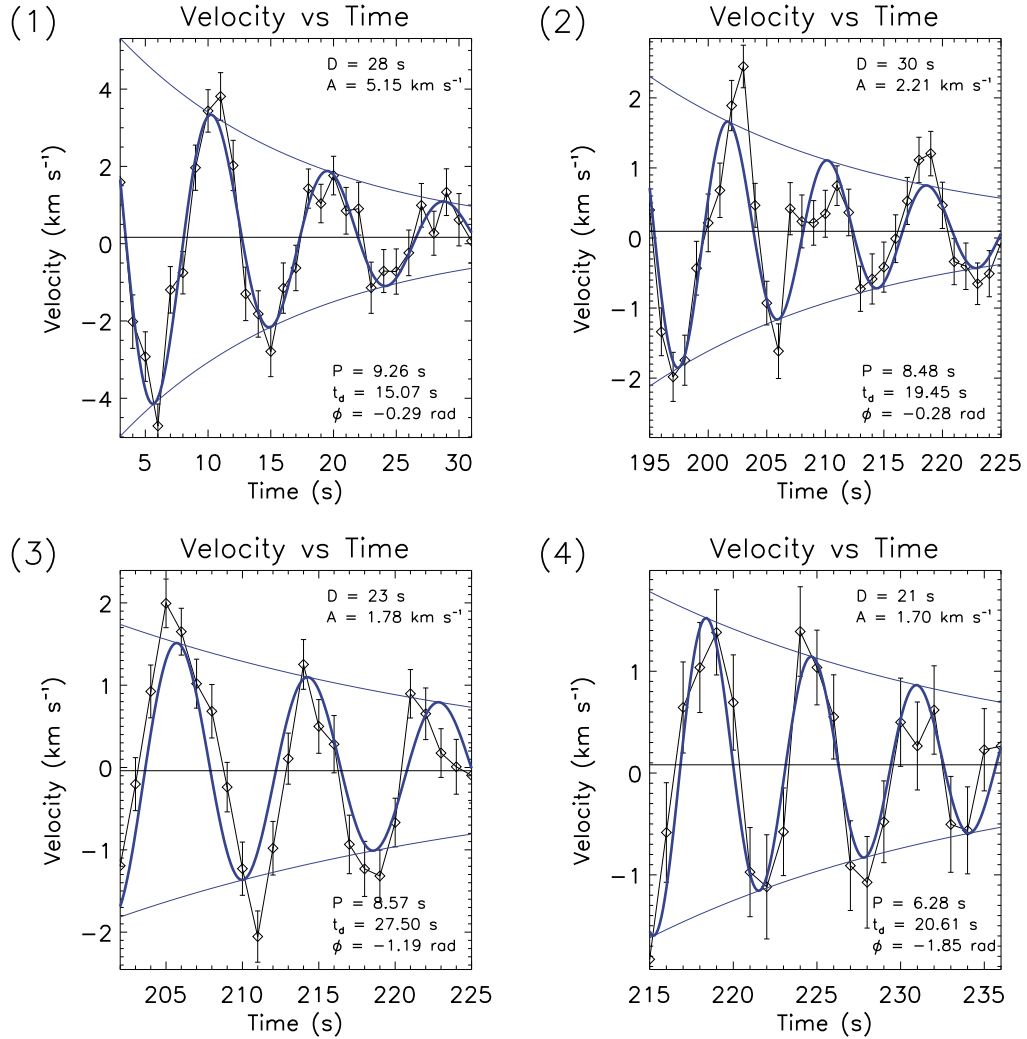 (1)
Velocity vs Time
D = 28 s
A = 5.15 km s⁻¹
4
2
0
−2
−4
Velocity (km s⁻¹)
P = 9.26 s
t_d = 15.07 s
ϕ = −0.29 rad
5 10 15 20 25 30
Time (s)
(2)
Velocity vs Time
D = 30 s
A = 2.21 km s⁻¹
2
1
0
−1
−2
Velocity (km s⁻¹)
P = 8.48 s
t_d = 19.45 s
ϕ = −0.28 rad
195 200 205 210 215 220 225
Time (s)
(3)
Velocity vs Time
D = 23 s
A = 1.78 km s⁻¹
2
1
0
−1
−2
Velocity (km s⁻¹)
P = 8.57 s
t_d = 27.50 s
ϕ = −1.19 rad
205 210 215 220 225
Time (s)
(4)
Velocity vs Time
D = 21 s
A = 1.70 km s⁻¹
1
0
−1
Velocity (km s⁻¹)
P = 6.28 s
t_d = 20.61 s
ϕ = −1.85 rad
215 220 225 230 235
Time (s)